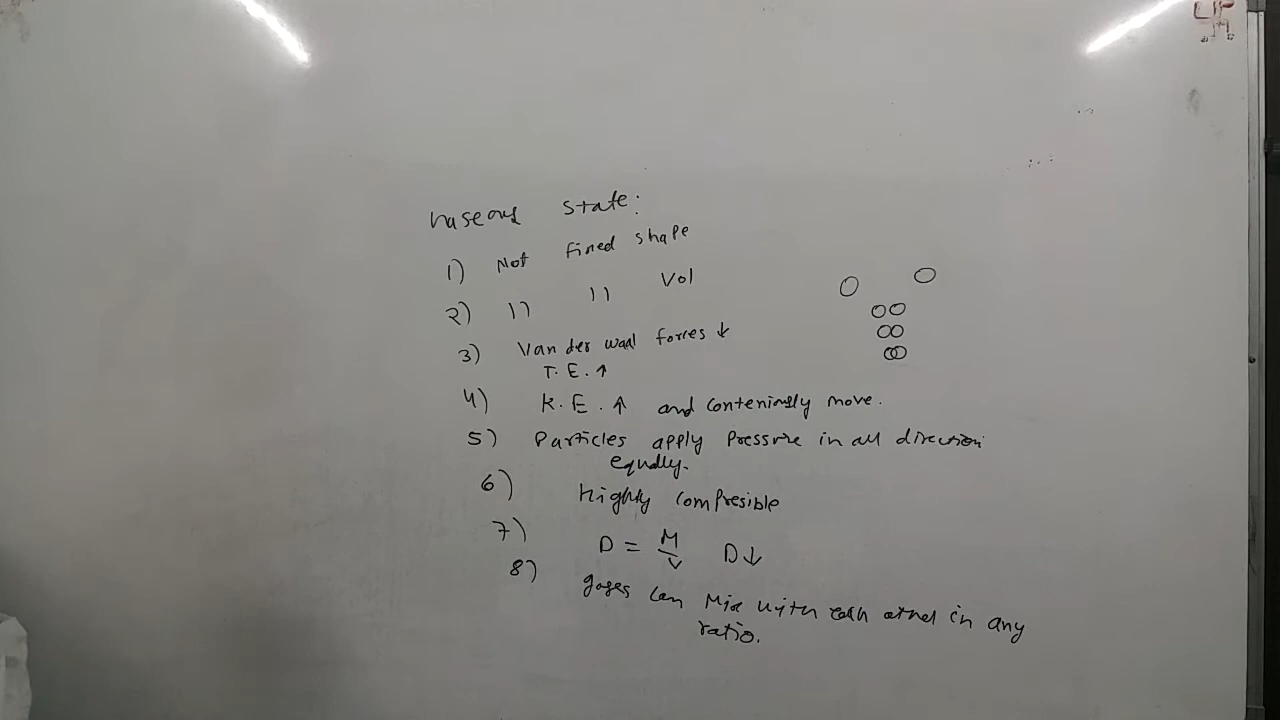 Gaseous state:
1) Not fixed shape
2) 11 11 Vol
3) Van der waal forces ↓
T.E.↑
4) K.E.↑ and conteniously move.
5) Particles apply Pressure in all direction
equally.
6) Highly compresible
7) D = M/V D↓
8) gases can Mix with each other in any
ratio.